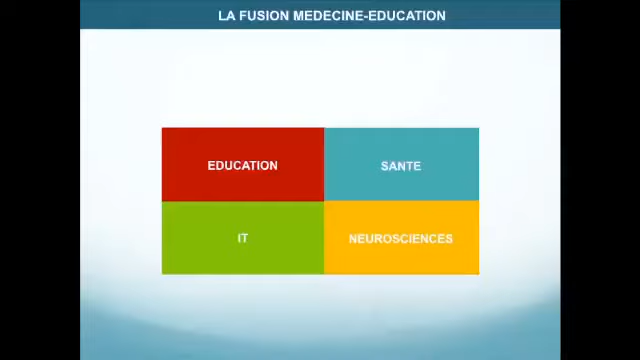 LA FUSION MEDECINE-EDUCATION
EDUCATION
SANTE
IT
NEUROSCIENCES